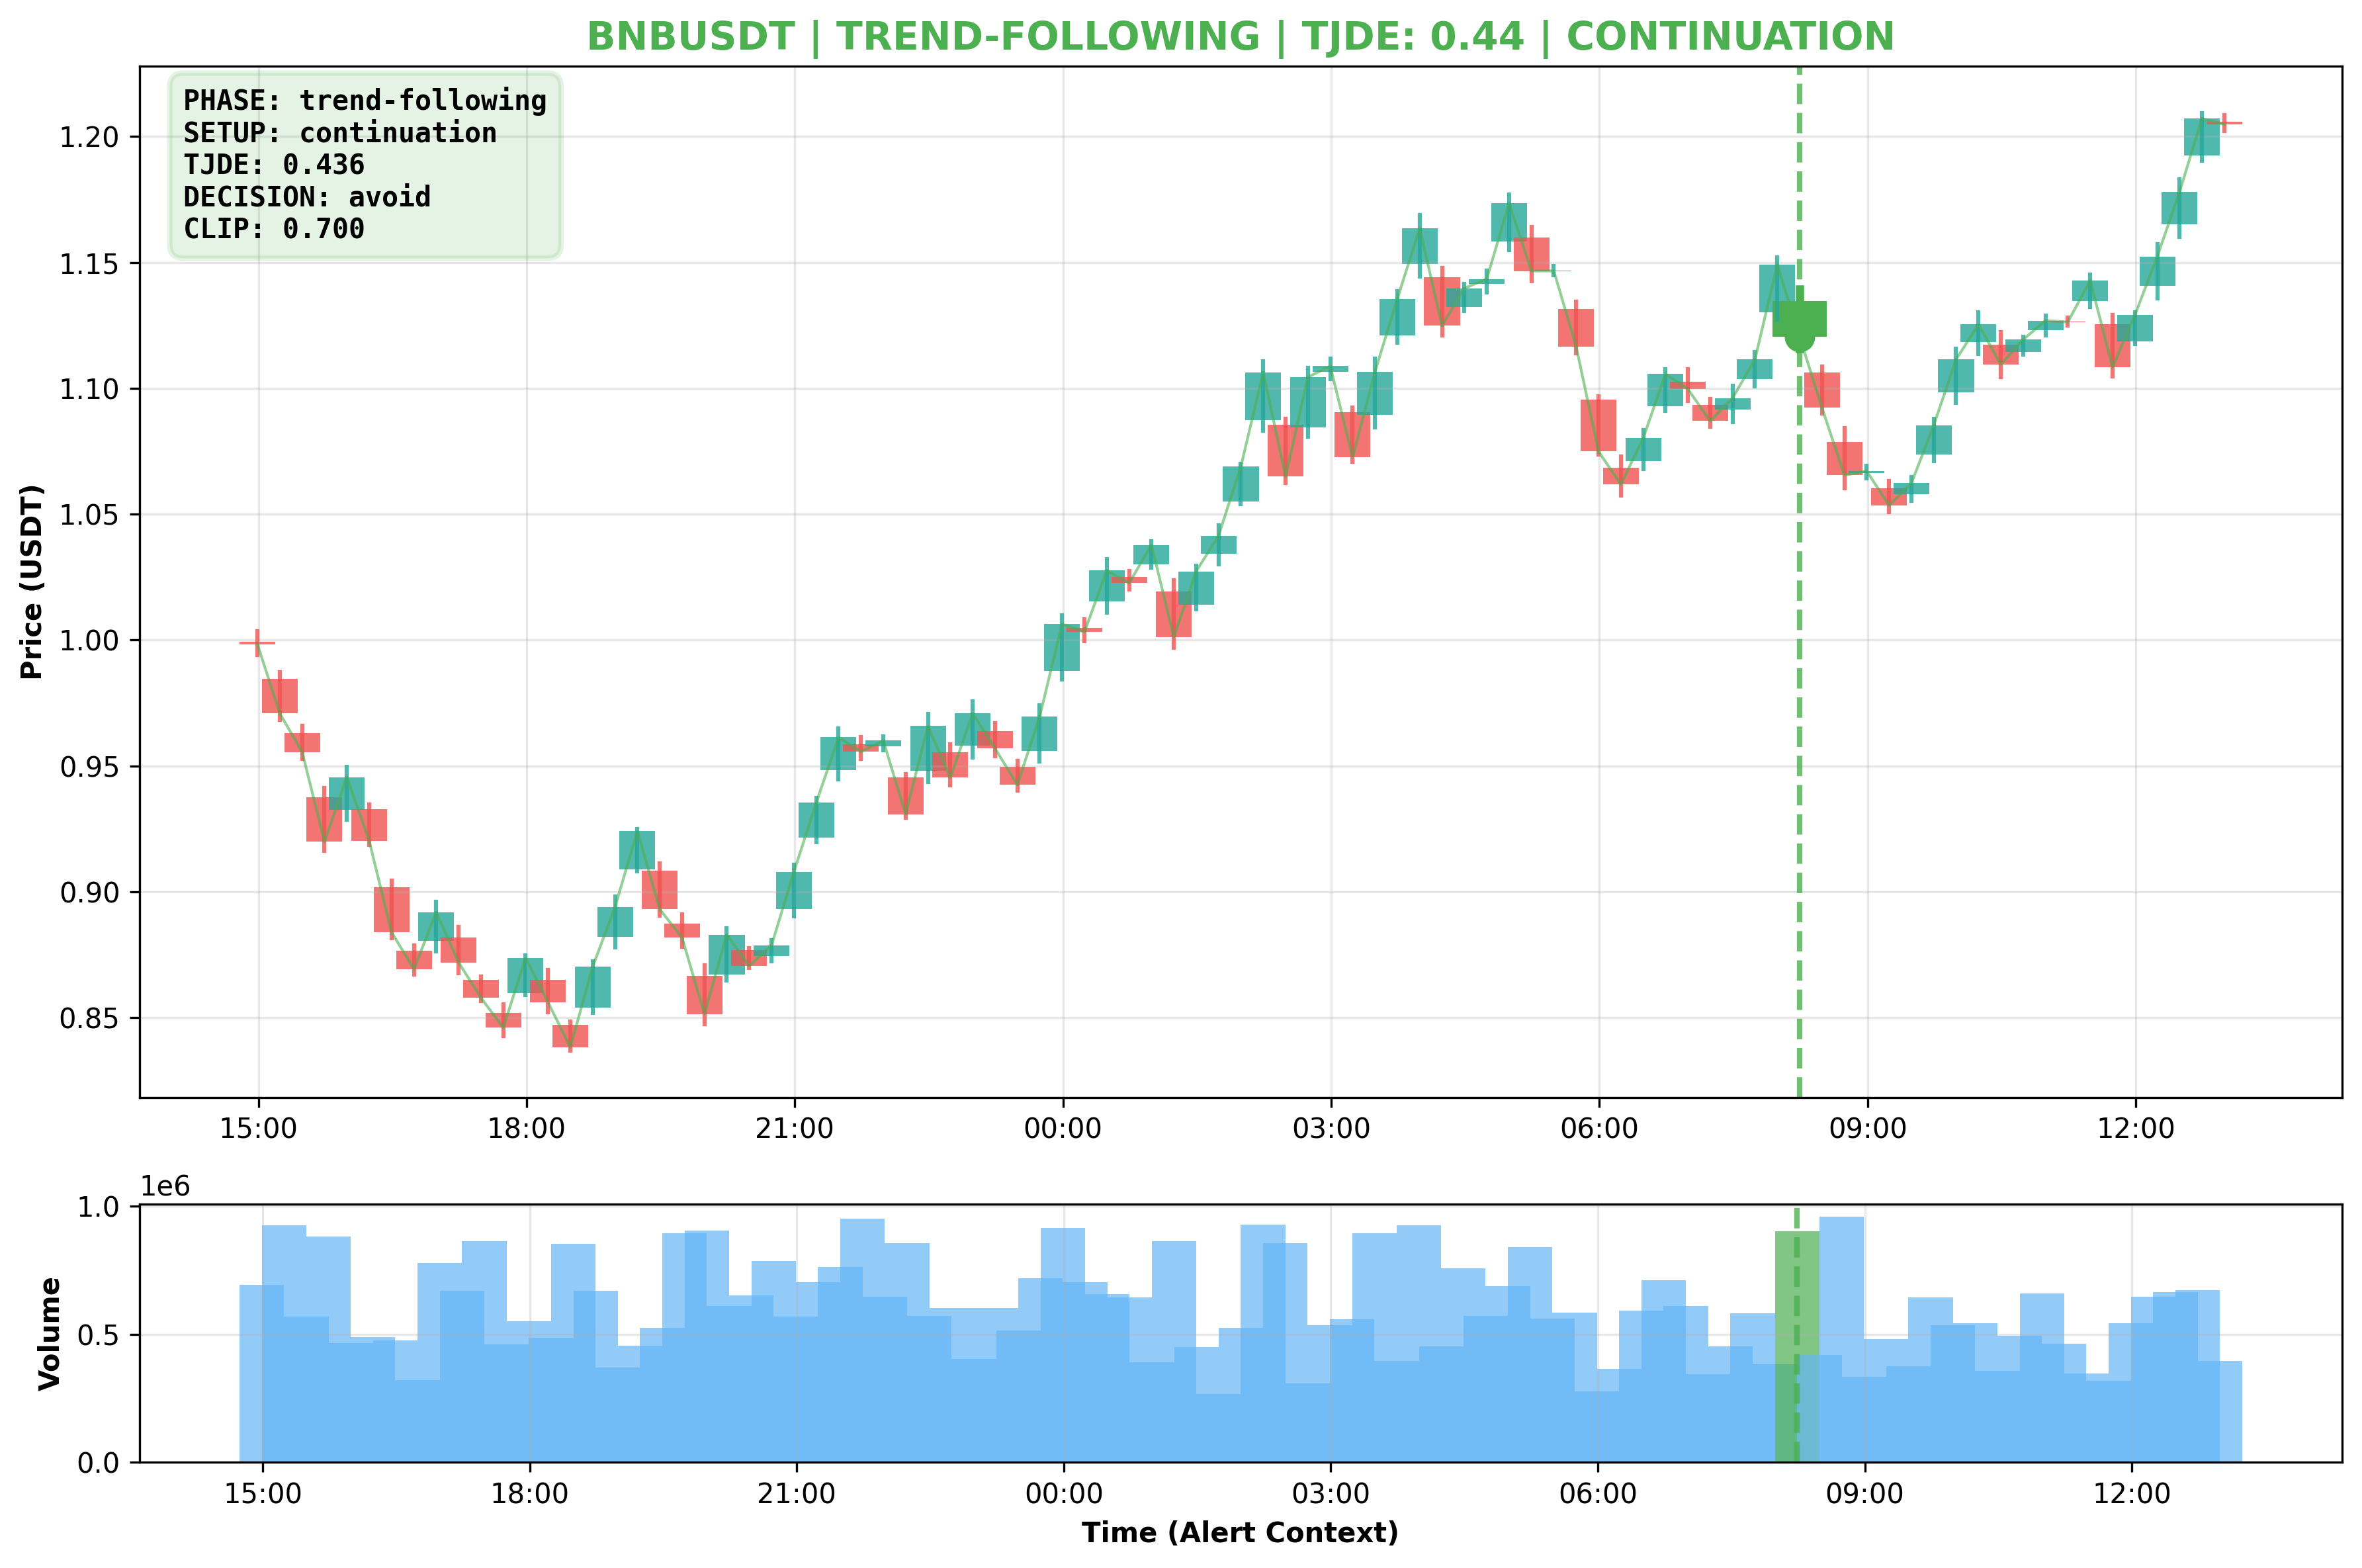 BNBUSDT | TREND-FOLLOWING | TJDE: 0.44 | CONTINUATION
PHASE: trend-following
SETUP: continuation
TJDE: 0.436
DECISION: avoid
CLIP: 0.700
Price (USDT)
1.20
1.15
1.10
1.05
1.00
0.95
0.90
0.85
15:00 18:00 21:00 00:00 03:00 06:00 09:00 12:00
1e6
Volume
1.0
0.5
0.0
15:00 18:00 21:00 00:00 03:00 06:00 09:00 12:00
Time (Alert Context)